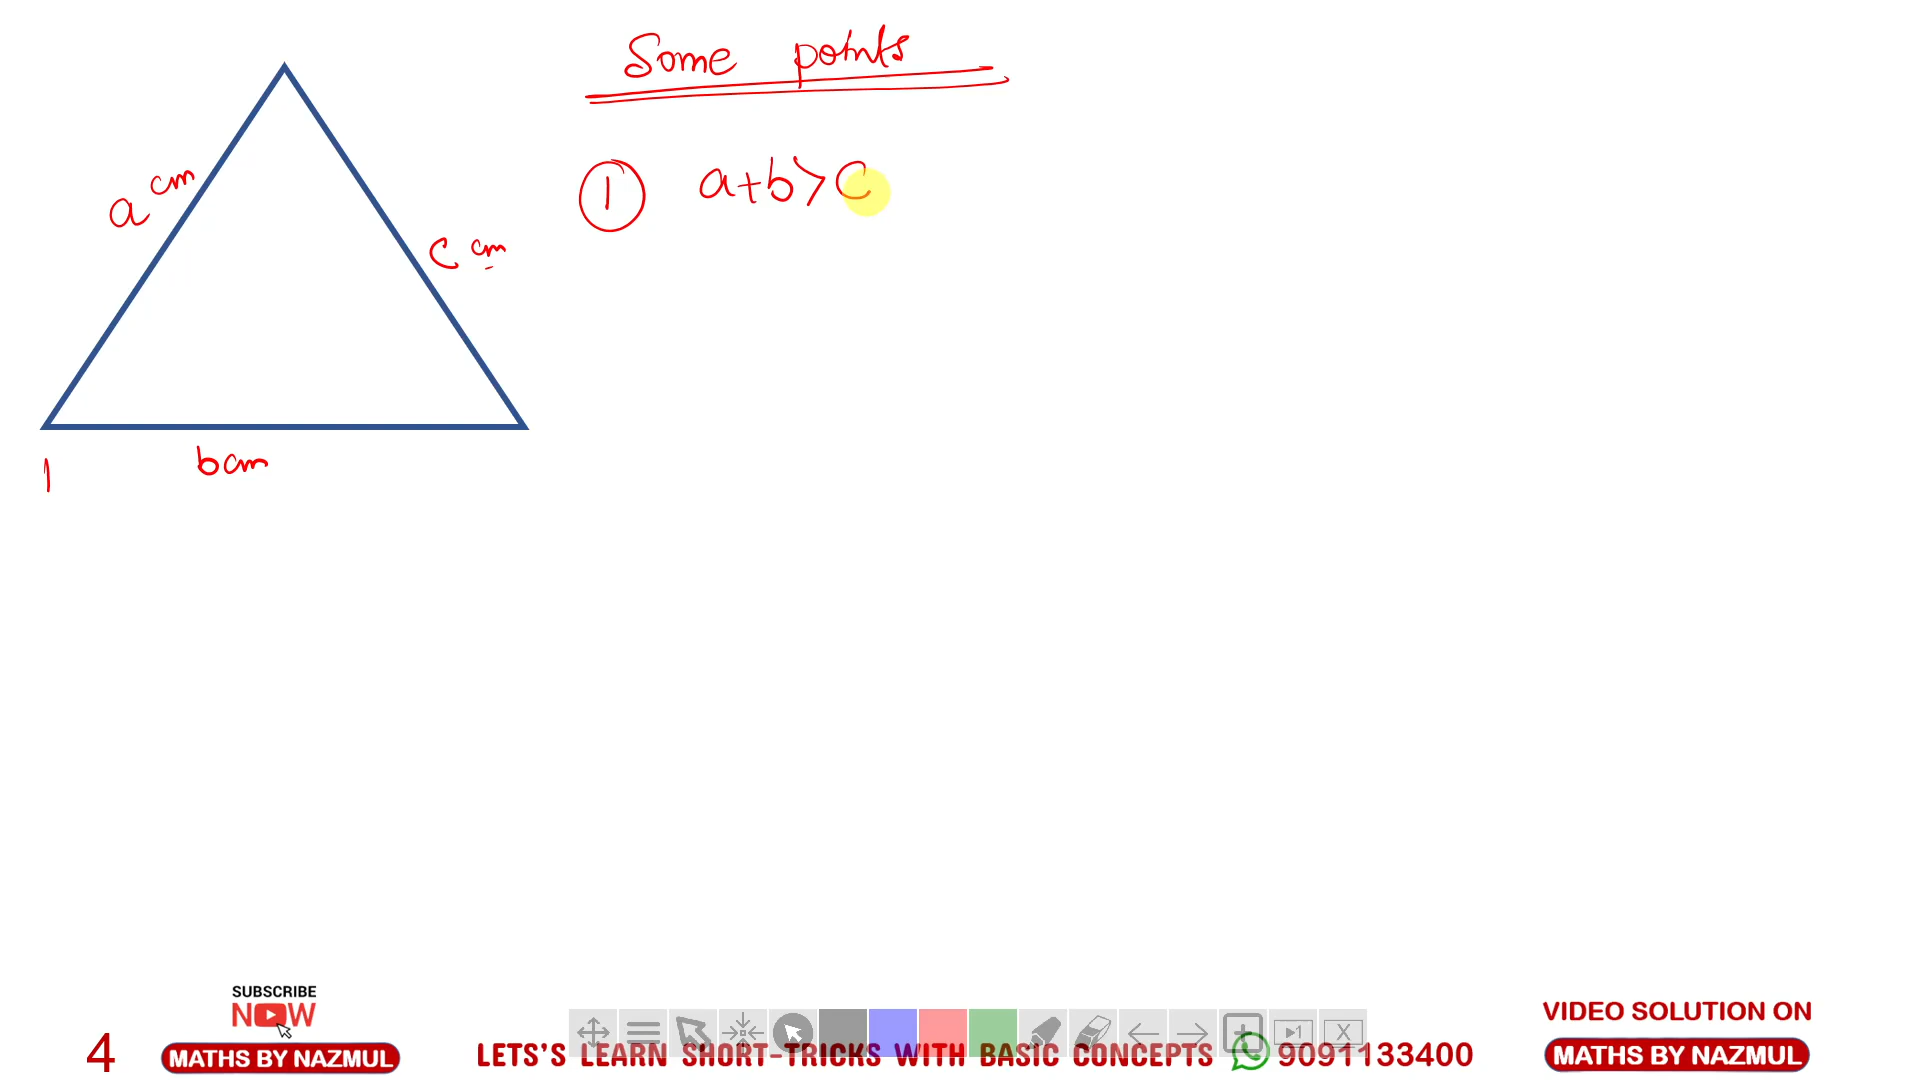 Some points
① a+b>c
a cm
c cm
b cm
1
SUBSCRIBE
NOW
4
MATHS BY NAZMUL
LETS'S LEARN SHORT-TRICKS WITH BASIC CONCEPTS 9091133400
VIDEO SOLUTION ON
MATHS BY NAZMUL